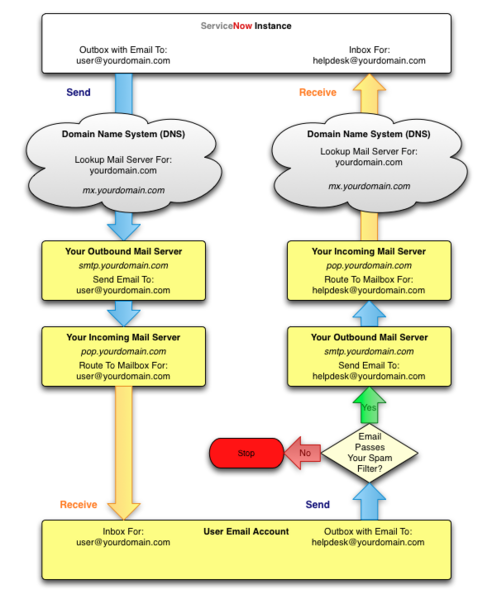 ServiceNow Instance
Outbox with Email To:
user@yourdomain.com
Inbox For:
helpdesk@yourdomain.com
Send
Receive
Domain Name System (DNS)
Lookup Mail Server For:
yourdomain.com
mx.yourdomain.com
Domain Name System (DNS)
Lookup Mail Server For:
yourdomain.com
mx.yourdomain.com
Your Outbound Mail Server
smtp.yourdomain.com
Send Email To:
user@yourdomain.com
Your Incoming Mail Server
pop.yourdomain.com
Route To Mailbox For:
helpdesk@yourdomain.com
Your Incoming Mail Server
pop.yourdomain.com
Route To Mailbox For:
user@yourdomain.com
Your Outbound Mail Server
smtp.yourdomain.com
Send Email To:
helpdesk@yourdomain.com
Yes
Email
Passes
Your Spam
Filter?
No
Stop
Receive
Send
Inbox For:
user@yourdomain.com
User Email Account
Outbox with Email To:
helpdesk@yourdomain.com